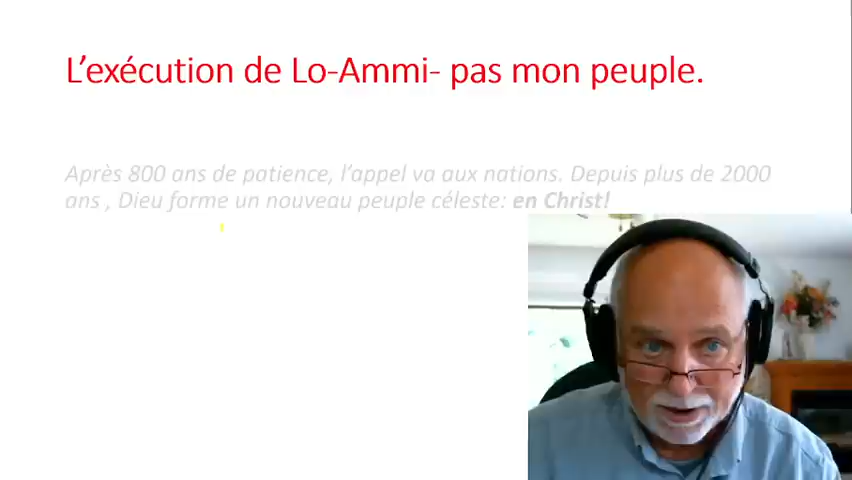 L’exécution de Lo-Ammi- pas mon peuple.
Après 800 ans de patience, l’appel va aux nations. Depuis plus de 2000
ans , Dieu forme un nouveau peuple céleste: en Christ!